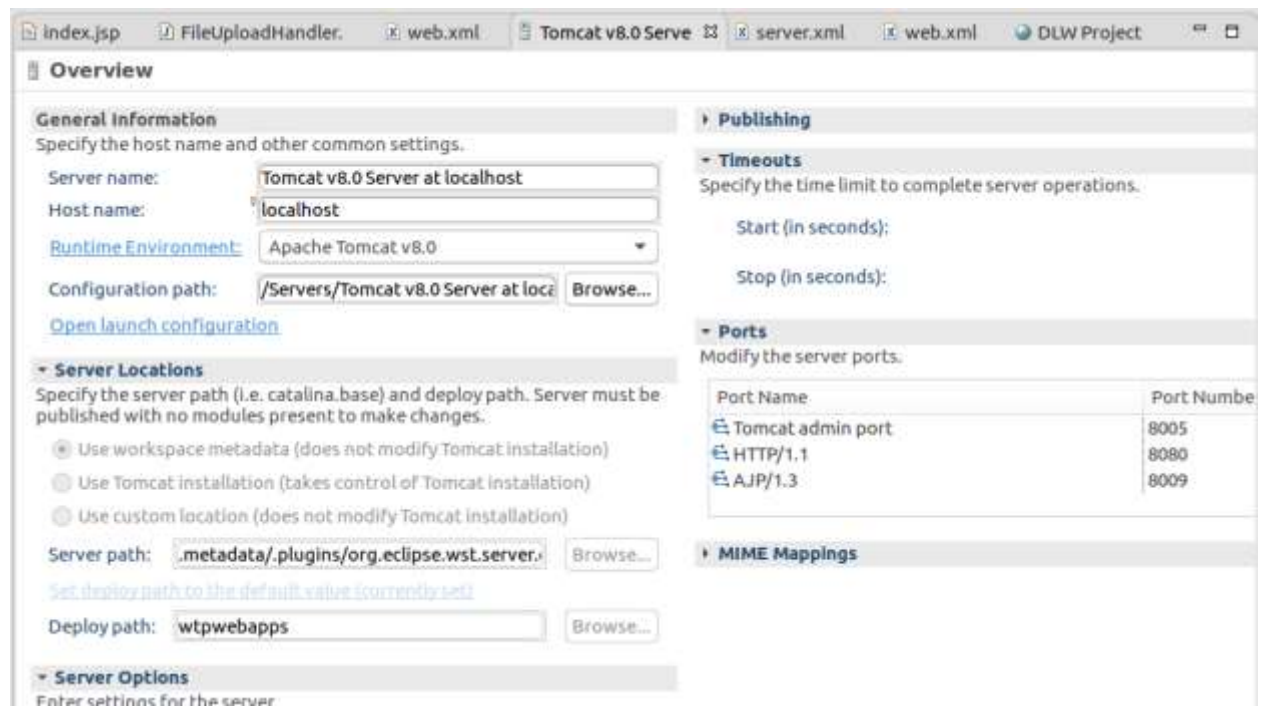 index.jsp
FileUploadHandler.
web.xml
Tomcat v8.0 Serve
server.xml
web.xml
DLW Project
Overview
General Information
Specify the host name and other common settings.
Server name: Tomcat v8.0 Server at localhost
Host name: localhost
Runtime Environment: Apache Tomcat v8.0
Configuration path: /Servers/Tomcat v8.0 Server at loca Browse...
Open launch configuration
Server Locations
Specify the server path (i.e. catalina.base) and deploy path. Server must be
published with no modules present to make changes.
Use workspace metadata (does not modify Tomcat installation)
Use Tomcat installation (takes control of Tomcat installation)
Use custom location (does not modify Tomcat installation)
Server path: .metadata/.plugins/org.eclipse.wst.server. Browse...
Set deploy path to the default value (currently set)
Deploy path: wtpwebapps Browse...
Server Options
Enter settings for the server.
Publishing
Timeouts
Specify the time limit to complete server operations.
Start (in seconds):
Stop (in seconds):
Ports
Modify the server ports.
Port Name Port Numbe
Tomcat admin port 8005
HTTP/1.1 8080
AJP/1.3 8009
MIME Mappings